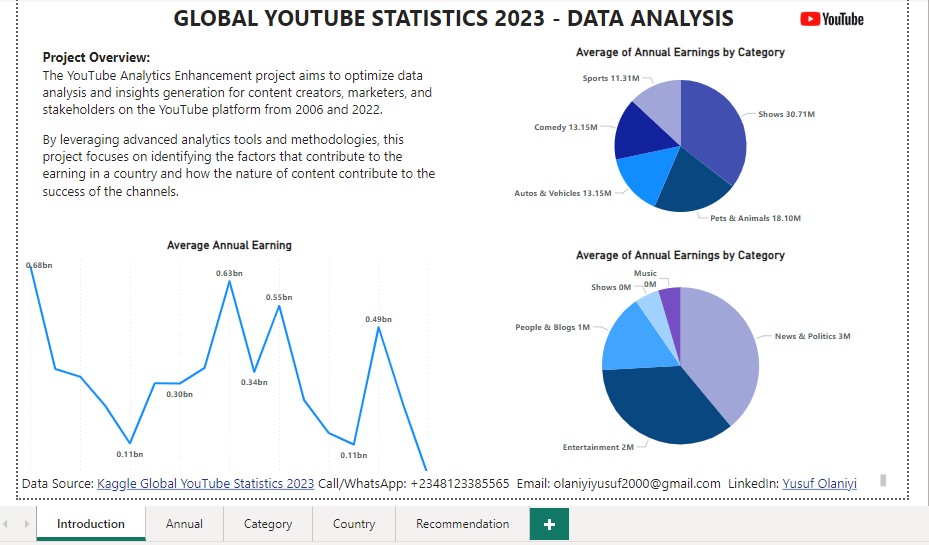 GLOBAL YOUTUBE STATISTICS 2023 - DATA ANALYSIS
YouTube
Project Overview:
The YouTube Analytics Enhancement project aims to optimize data
analysis and insights generation for content creators, marketers, and
stakeholders on the YouTube platform from 2006 and 2022.
By leveraging advanced analytics tools and methodologies, this
project focuses on identifying the factors that contribute to the
earning in a country and how the nature of content contribute to the
success of the channels.
Average of Annual Earnings by Category
Sports 11.31M
Shows 30.71M
Comedy 13.15M
Autos & Vehicles 13.15M
Pets & Animals 18.10M
Average Annual Earning
0.68bn
0.63bn
0.55bn
0.49bn
0.34bn
0.30bn
0.11bn
0.11bn
Average of Annual Earnings by Category
Music
0M
Shows 0M
People & Blogs 1M
News & Politics 3M
Entertainment 2M
Data Source: Kaggle Global YouTube Statistics 2023 Call/WhatsApp: +2348123385565 Email: olaniyiyusuf2000@gmail.com LinkedIn: Yusuf Olaniyi
Introduction
Annual
Category
Country
Recommendation
+